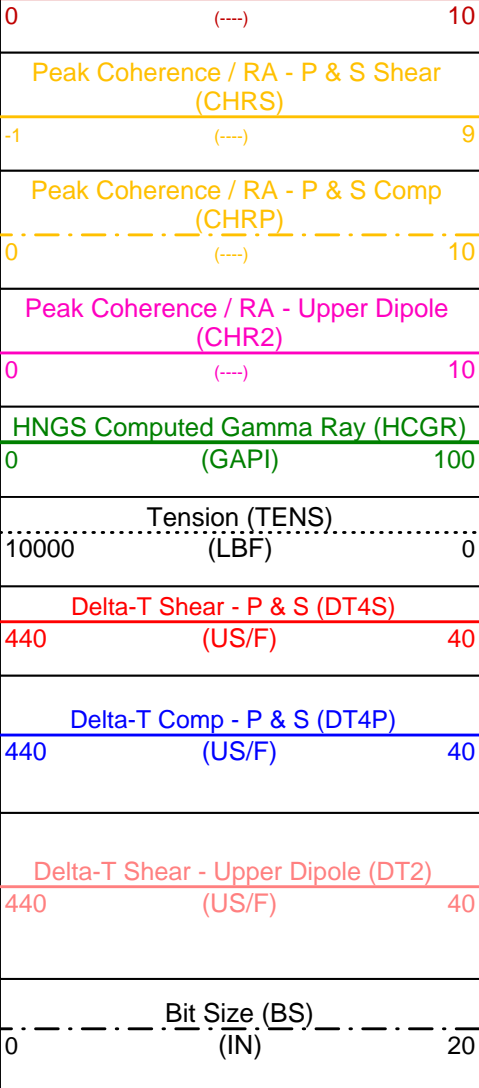 0 (----) 10
Peak Coherence / RA - P & S Shear
(CHRS)
-1 (----) 9
Peak Coherence / RA - P & S Comp
(CHRP)
0 (----) 10
Peak Coherence / RA - Upper Dipole
(CHR2)
0 (----) 10
HNGS Computed Gamma Ray (HCGR)
0 (GAPI) 100
Tension (TENS)
10000 (LBF) 0
Delta-T Shear - P & S (DT4S)
440 (US/F) 40
Delta-T Comp - P & S (DT4P)
440 (US/F) 40
Delta-T Shear - Upper Dipole (DT2)
440 (US/F) 40
Bit Size (BS)
0 (IN) 20